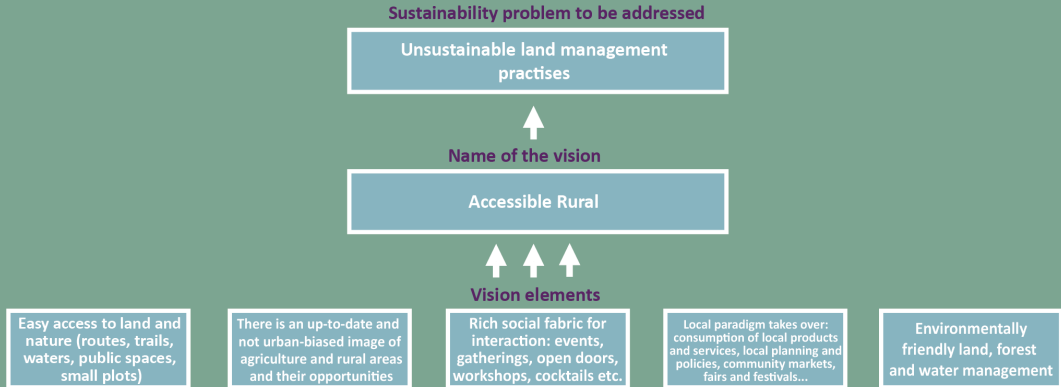 Sustainability problem to be addressed
Unsustainable land management
practises
Name of the vision
Accessible Rural
Vision elements
Easy access to land and
nature (routes, trails,
waters, public spaces,
small plots)
There is an up-to-date and
not urban-biased image of
agriculture and rural areas
and their opportunities
Rich social fabric for
interaction: events,
gatherings, open doors,
workshops, cocktails etc.
Local paradigm takes over:
consumption of local products
and services, local planning and
policies, community markets,
fairs and festivals...
Environmentally
friendly land, forest
and water management